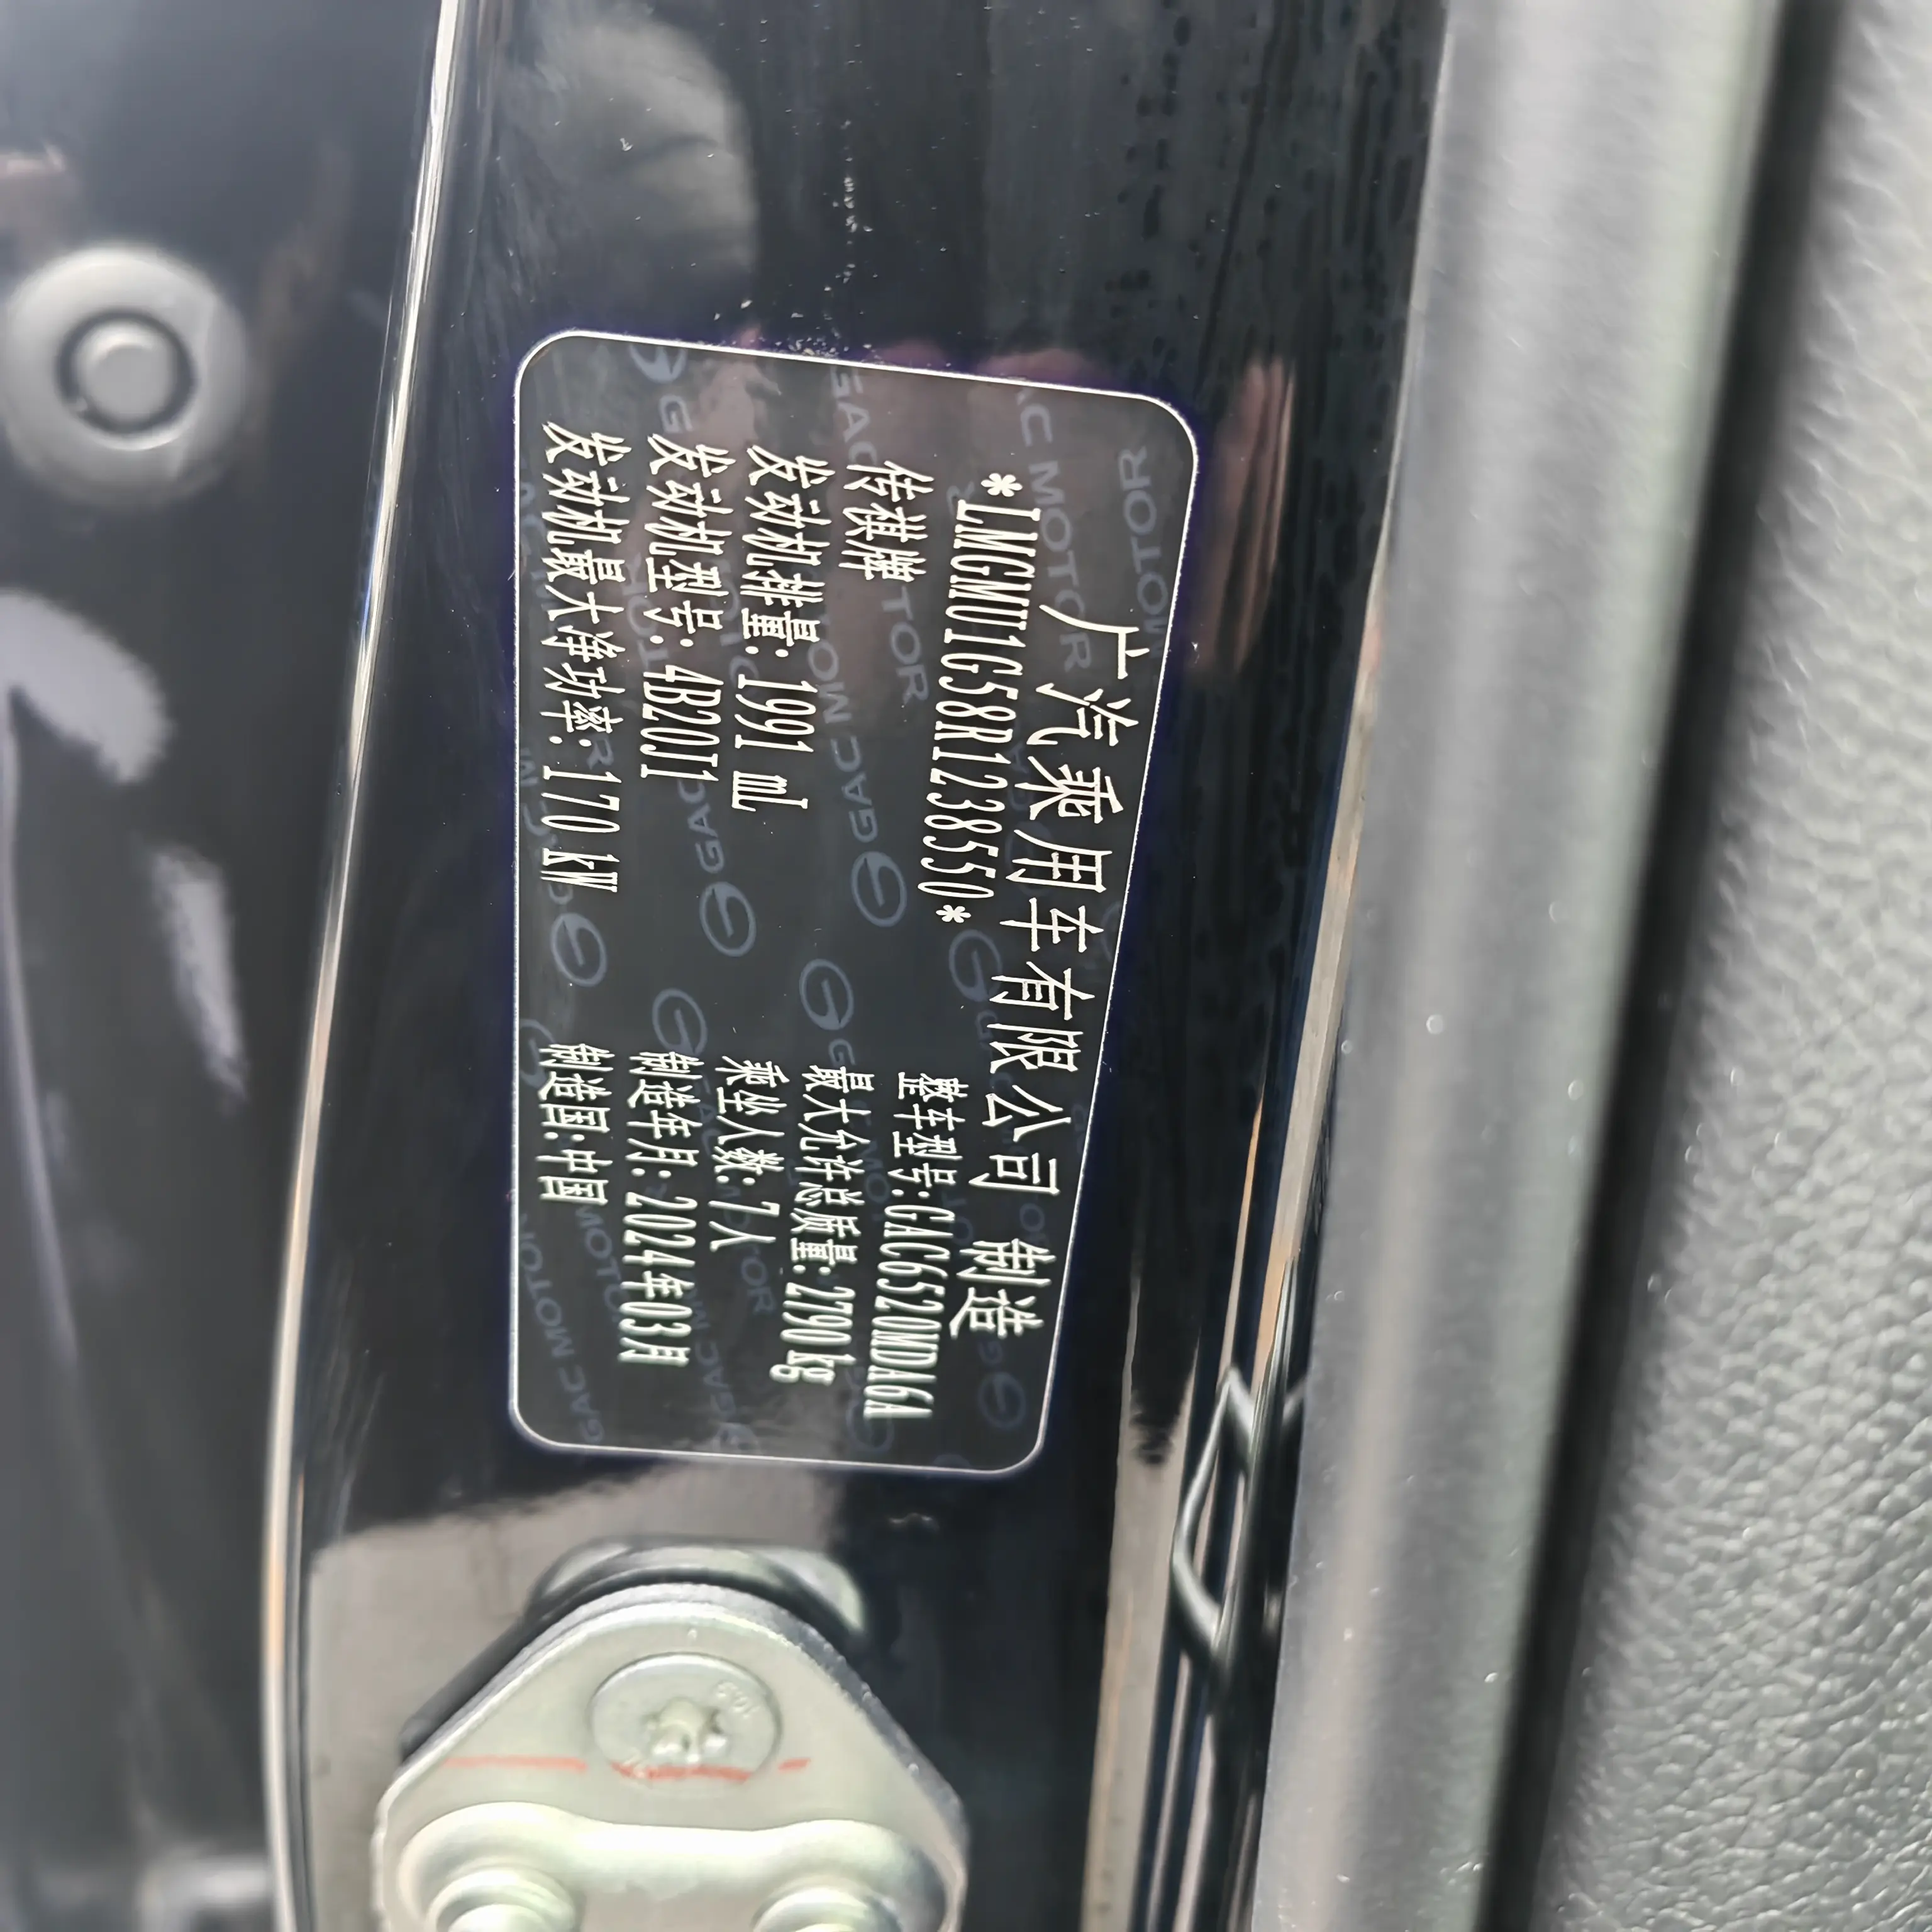 广汽乘用车有限公司 制造
*LMGMU1G58R1238550*
传祺牌 整车型号:GAC6520MDA6A
发动机排量: 1991 mL 最大允许总质量: 2790 kg
发动机型号: 4B20J1 乘坐人数: 7人
发动机最大净功率: 170 kW 制造年月: 2024年03月
制造国:中国
GAC MOTOR